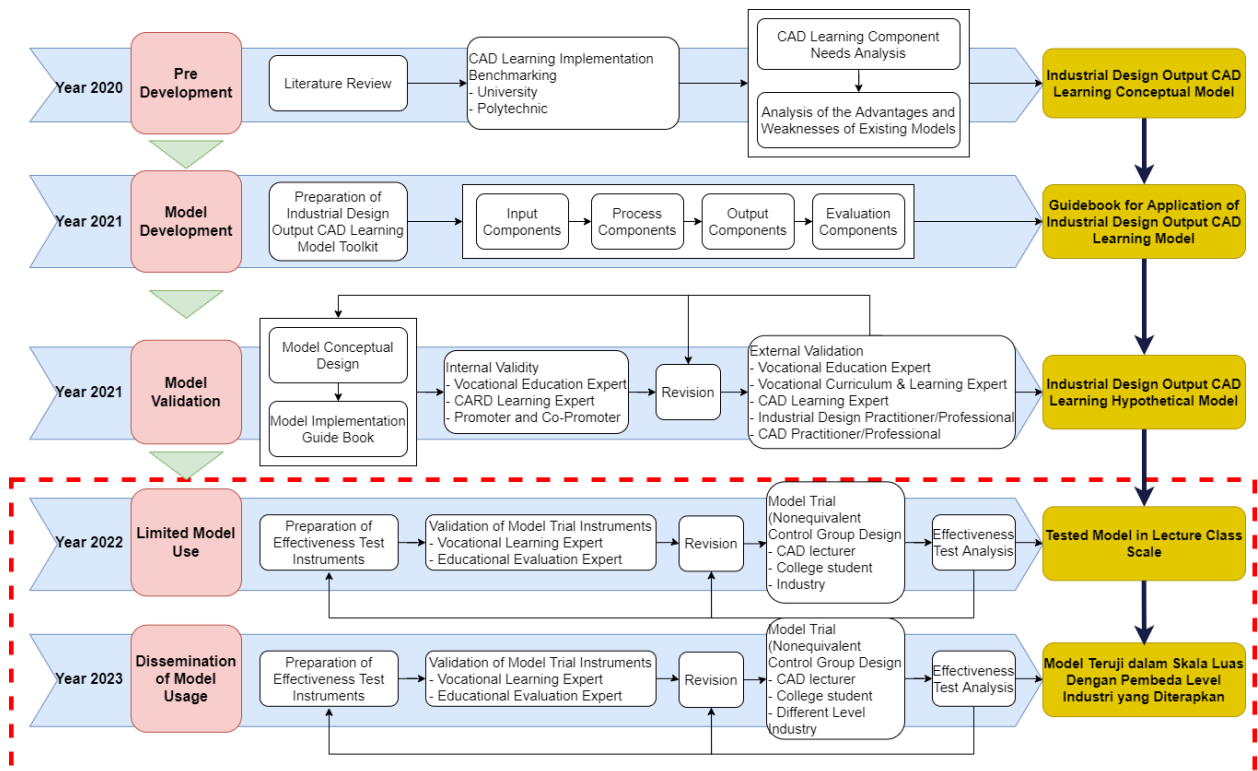 Year 2020
Pre
Development
Literature Review
CAD Learning Implementation
Benchmarking
- University
- Polytechnic
CAD Learning Component
Needs Analysis
Analysis of the Advantages and
Weaknesses of Existing Models
Industrial Design Output CAD
Learning Conceptual Model
Year 2021
Model
Development
Preparation of
Industrial Design
Output CAD Learning
Model Toolkit
Input
Components
Process
Components
Output
Components
Evaluation
Components
Guidebook for Application of
Industrial Design Output CAD
Learning Model
Year 2021
Model
Validation
Model Conceptual
Design
Model Implementation
Guide Book
Internal Validity
- Vocational Education Expert
- CARD Learning Expert
- Promoter and Co-Promoter
Revision
External Validation
- Vocational Education Expert
- Vocational Curriculum & Learning Expert
- CAD Learning Expert
- Industrial Design Practitioner/Professional
- CAD Practitioner/Professional
Industrial Design Output CAD
Learning Hypothetical Model
Year 2022
Limited Model
Use
Preparation of
Effectiveness Test
Instruments
Validation of Model Trial Instruments
- Vocational Learning Expert
- Educational Evaluation Expert
Revision
Model Trial
(Nonequivalent
Control Group Design
- CAD lecturer
- College student
- Industry
Effectiveness
Test Analysis
Tested Model in Lecture Class
Scale
Year 2023
Dissemination
of Model
Usage
Preparation of
Effectiveness Test
Instruments
Validation of Model Trial Instruments
- Vocational Learning Expert
- Educational Evaluation Expert
Revision
Model Trial
(Nonequivalent
Control Group Design
- CAD lecturer
- College student
- Different Level
Industry
Effectiveness
Test Analysis
Model Teruji dalam Skala Luas
Dengan Pembeda Level
Industri yang Diterapkan